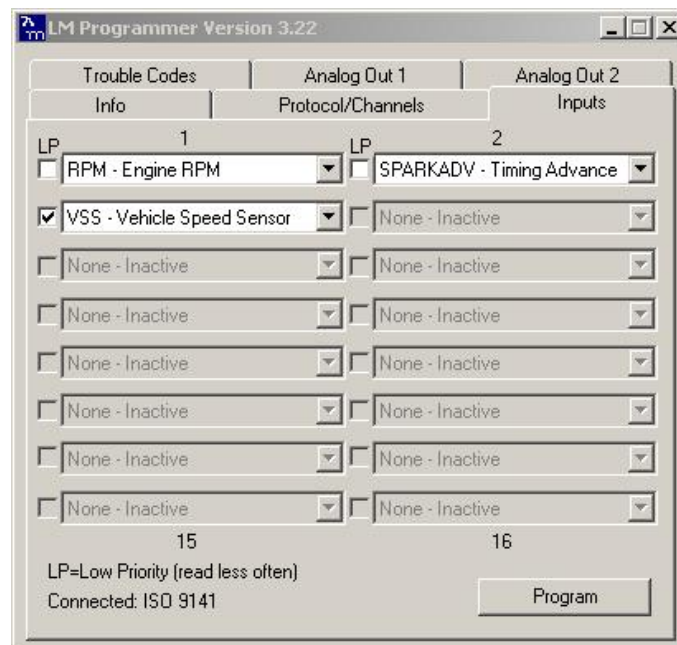 LM Programmer Version 3.22
Trouble Codes Analog Out 1 Analog Out 2
Info Protocol/Channels Inputs
LP 1 LP 2
RPM - Engine RPM SPARKADV - Timing Advance
VSS - Vehicle Speed Sensor None - Inactive
None - Inactive None - Inactive
None - Inactive None - Inactive
None - Inactive None - Inactive
None - Inactive None - Inactive
None - Inactive None - Inactive
None - Inactive None - Inactive
15 16
LP=Low Priority (read less often)
Connected: ISO 9141 Program